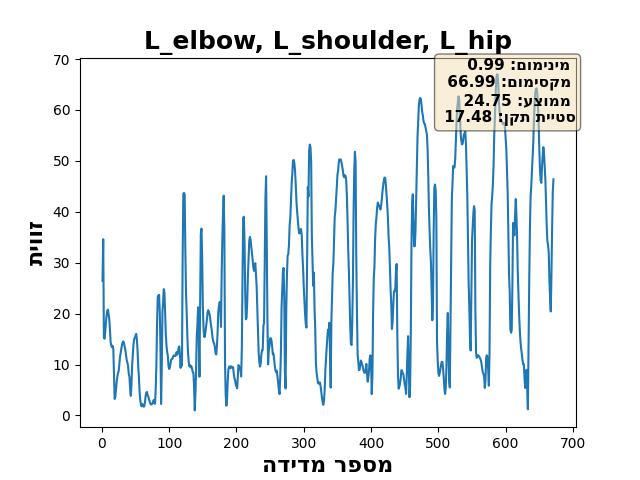 L_elbow, L_shoulder, L_hip
מינימום: 0.99
מקסימום: 66.99
ממוצע: 24.75
סטיית תקן: 17.48
70
60
50
40
30
20
10
0
זווית
0 100 200 300 400 500 600 700
מספר מדידה